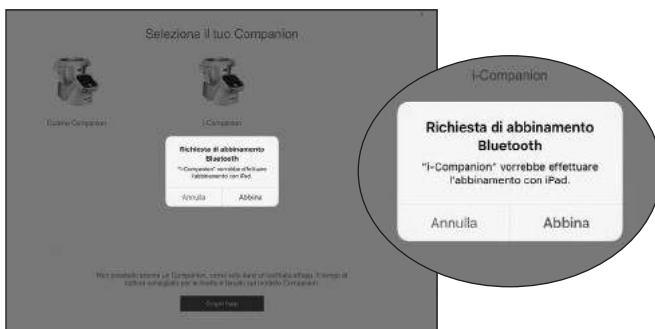 Seleziona il tuo Companion
Cuisine Companion
i-Companion
Richiesta di abbinamento
Bluetooth
"i-Companion" vorrebbe effettuare
l'abbinamento con iPad.
Annulla
Abbina
i-Companion
Richiesta di abbinamento
Bluetooth
"i-Companion" vorrebbe effettuare
l'abbinamento con iPad.
Annulla
Abbina